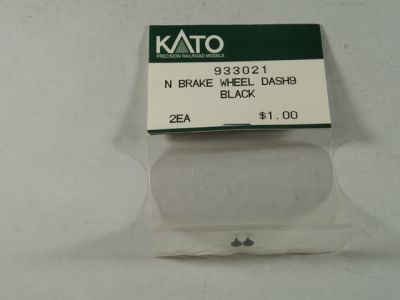 KATO
PRECISION RAILROAD MODELS
933021
N BRAKE WHEEL DASH9
BLACK
2EA $1.00